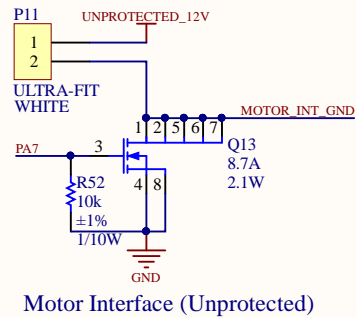 P11
UNPROTECTED_12V
1
2
ULTRA-FIT
WHITE
1 2 5 6 7
MOTOR_INT_GND
Q13
8.7A
2.1W
PA7
3
4 8
R52
10k
±1%
1/10W
GND
Motor Interface (Unprotected)